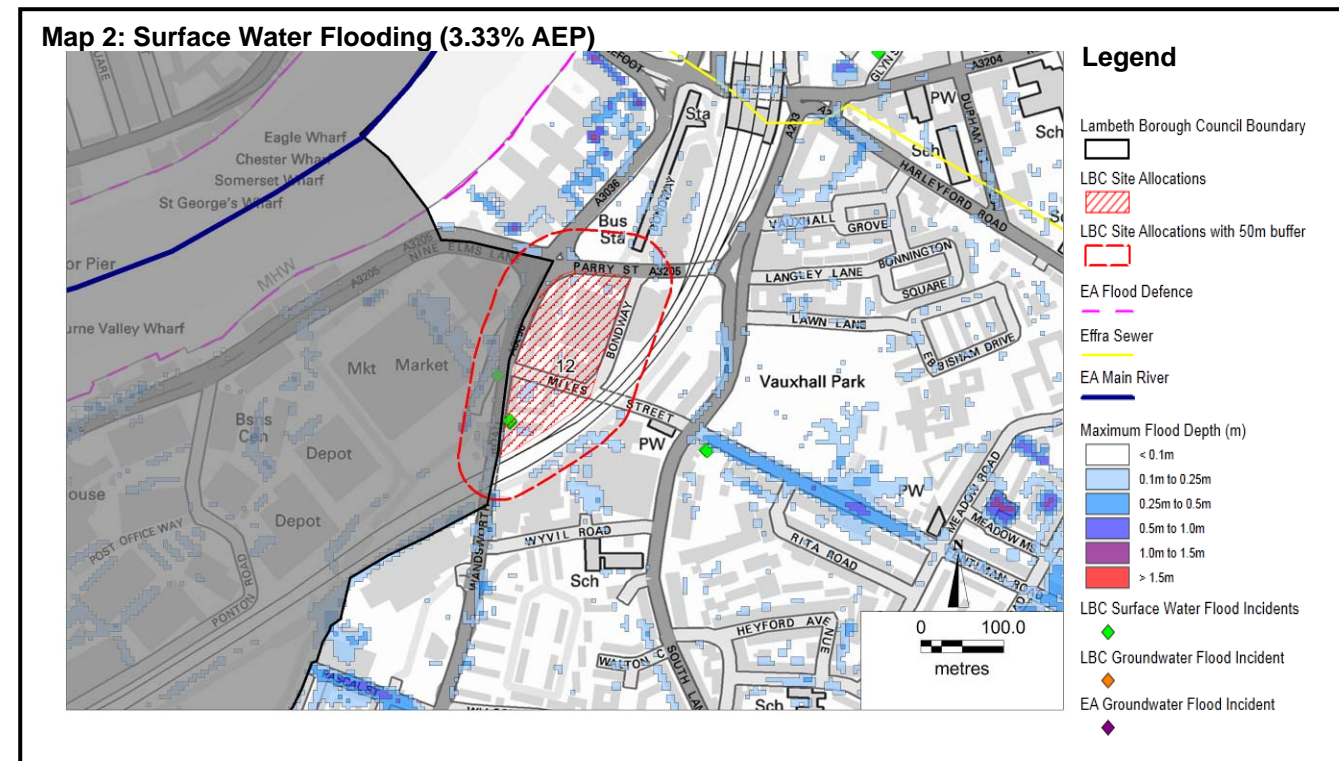 Map 2: Surface Water Flooding (3.33% AEP)
Legend
Lambeth Borough Council Boundary
LBC Site Allocations
LBC Site Allocations with 50m buffer
EA Flood Defence
Effra Sewer
EA Main River
Maximum Flood Depth (m)
< 0.1m
0.1m to 0.25m
0.25m to 0.5m
0.5m to 1.0m
1.0m to 1.5m
> 1.5m
LBC Surface Water Flood Incidents
LBC Groundwater Flood Incident
EA Groundwater Flood Incident
A3204
PW
Sta
A203
Sch
Sch
DURHAM
HARLEYFORD ROAD
Eagle Wharf
Chester Wharf
Somerset Wharf
St George's Wharf
A3036
BONDWAY
Bus
Sta
VAUXHALL
GROVE
BONNINGTON
SQUARE
LANGLEY LANE
LAWN LANE
A3205
NINE ELMS LANE
PARRY ST A3205
or Pier
MHW
urne Valley Wharf
Mkt
Market
BONDWAY
12
MILES
STREET
Vauxhall Park
Depot
PW
PW
MEADOW ROAD
Depot
ouse
POST OFFICE WAY
PONTON
ROAD
WYVIL ROAD
Sch
RITA ROAD
N
0 100.0
metres
HEYFORD AVENUE
SOUTH LA
Sch